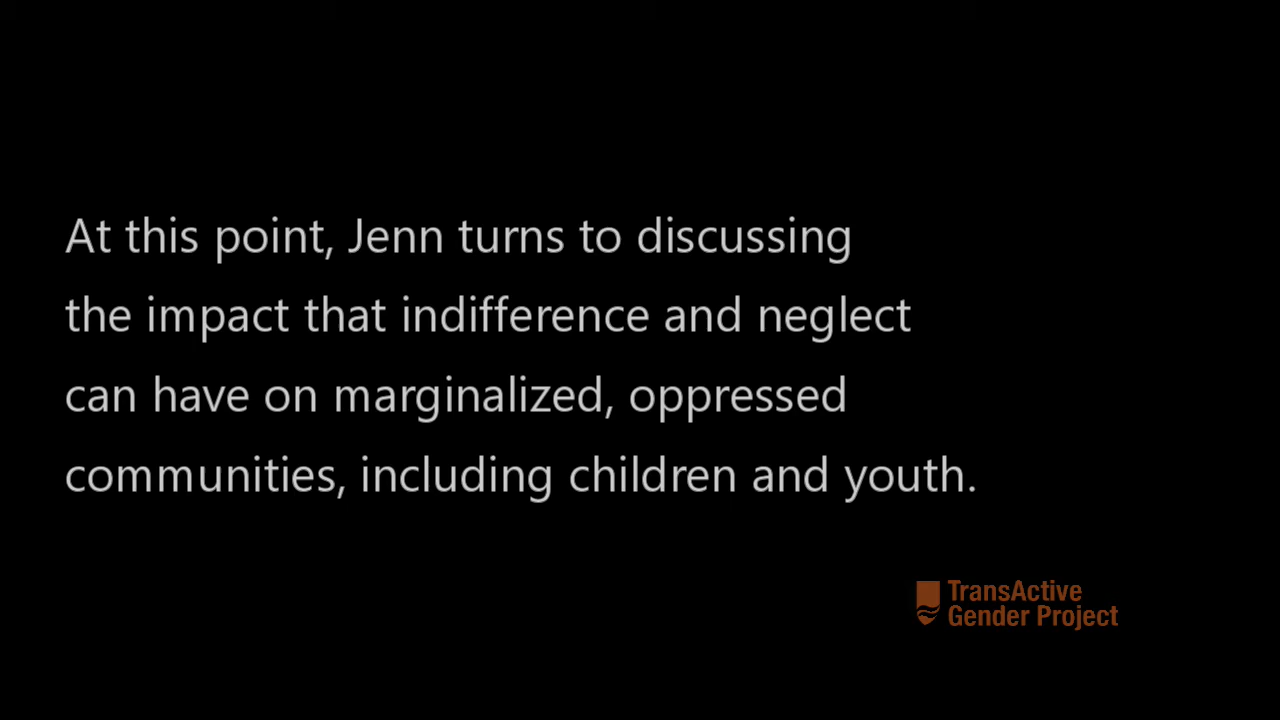 At this point, Jenn turns to discussing
the impact that indifference and neglect
can have on marginalized, oppressed
communities, including children and youth.
TransActive
Gender Project